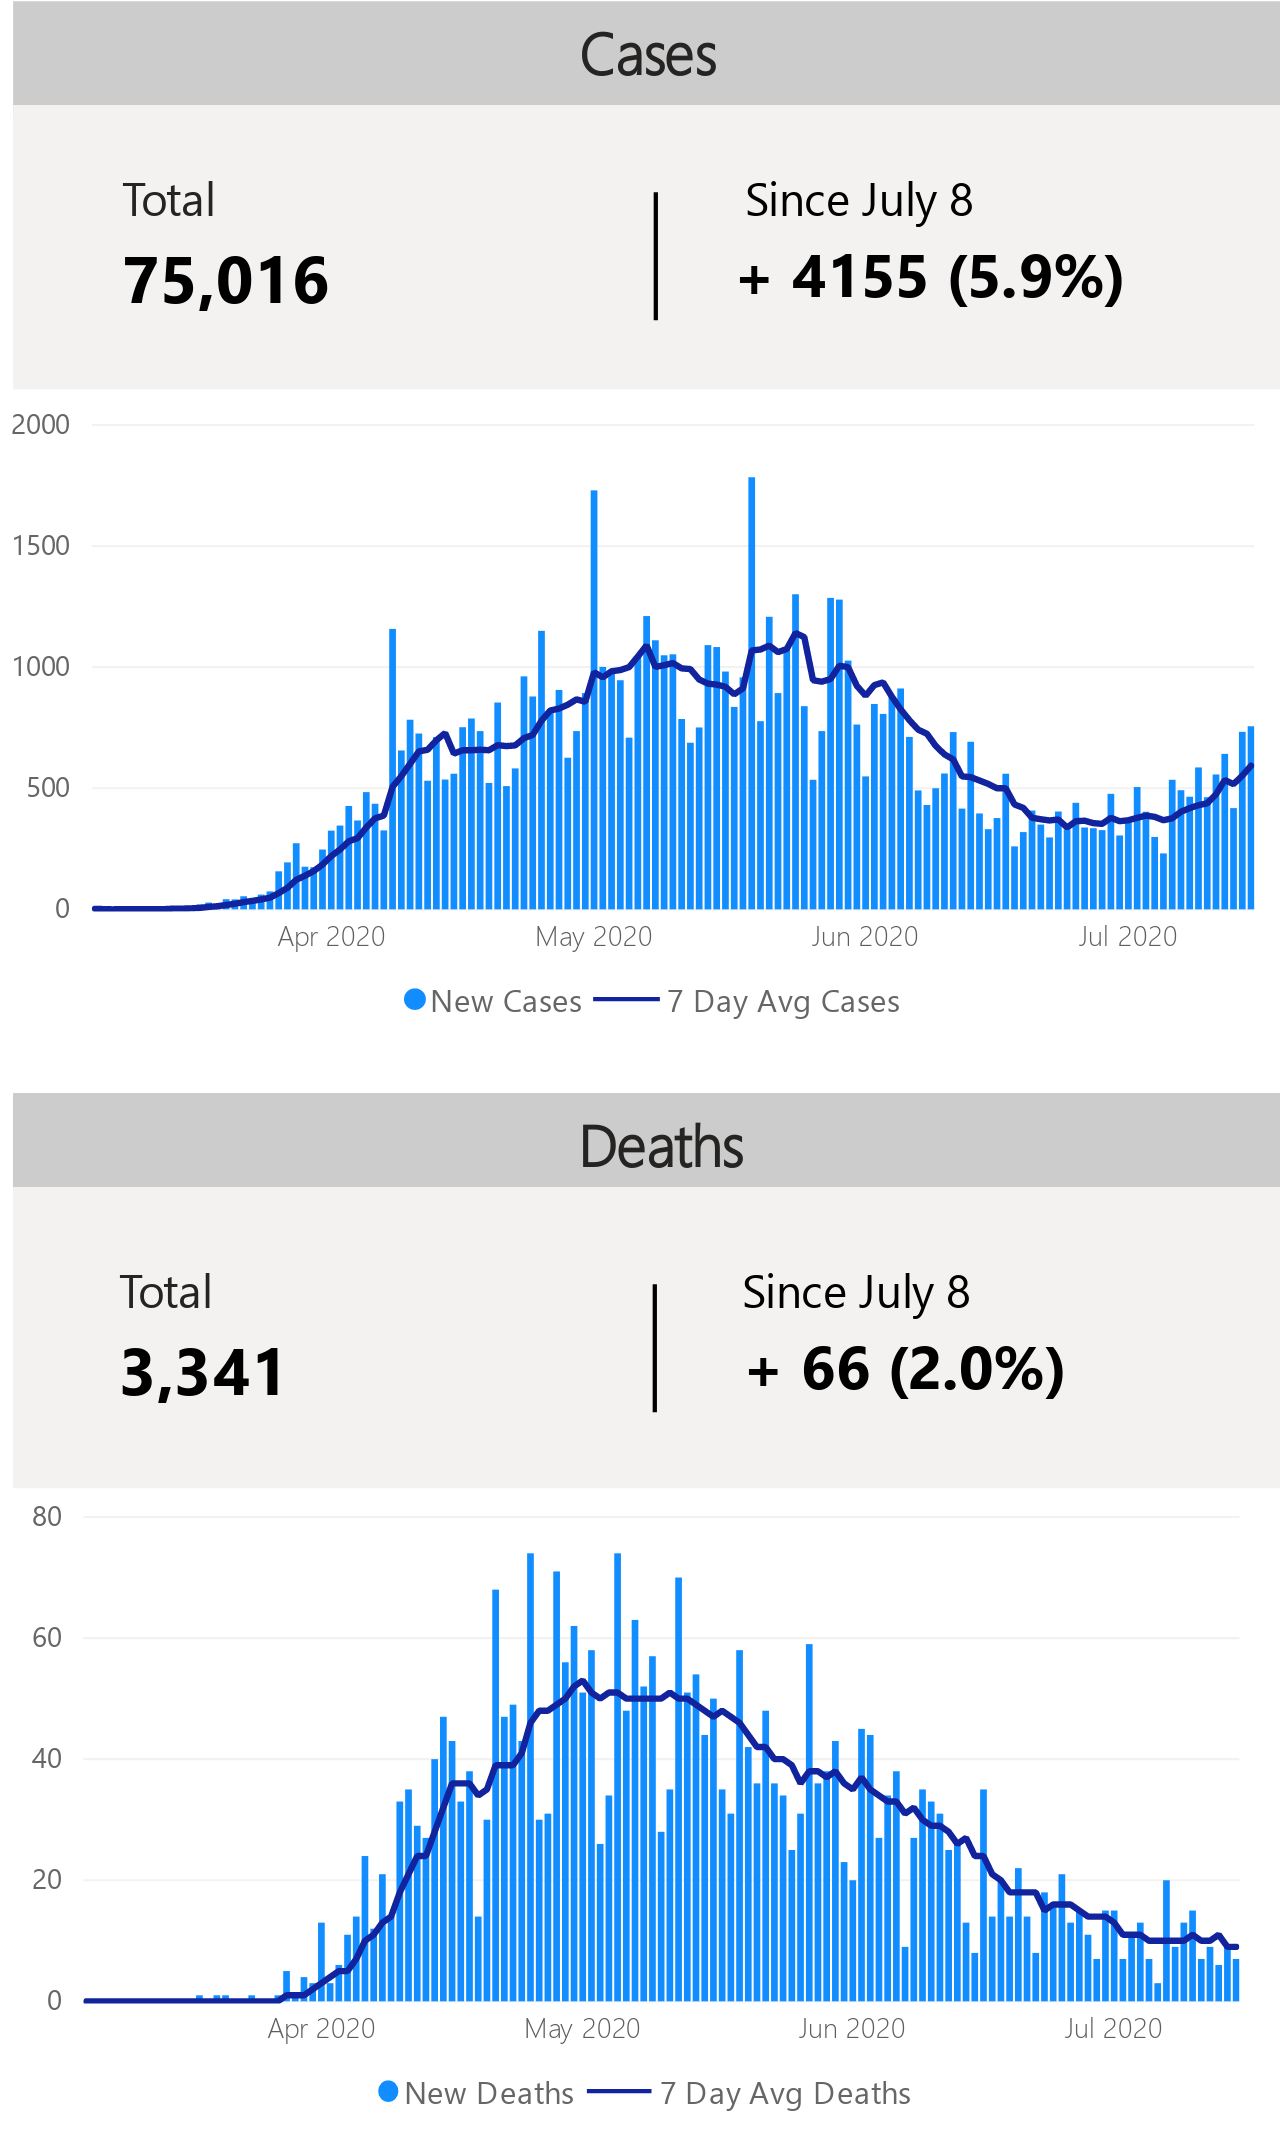 Cases
Total
Since July 8
75,016
+ 4155 (5.9%)
2000
1500
1000
500
0
Apr 2020
May 2020
Jun 2020
Jul 2020
New Cases
7 Day Avg Cases
Deaths
Total
Since July 8
3,341
+ 66 (2.0%)
80
60
40
20
0
Apr 2020
May 2020
Jun 2020
Jul 2020
New Deaths
7 Day Avg Deaths